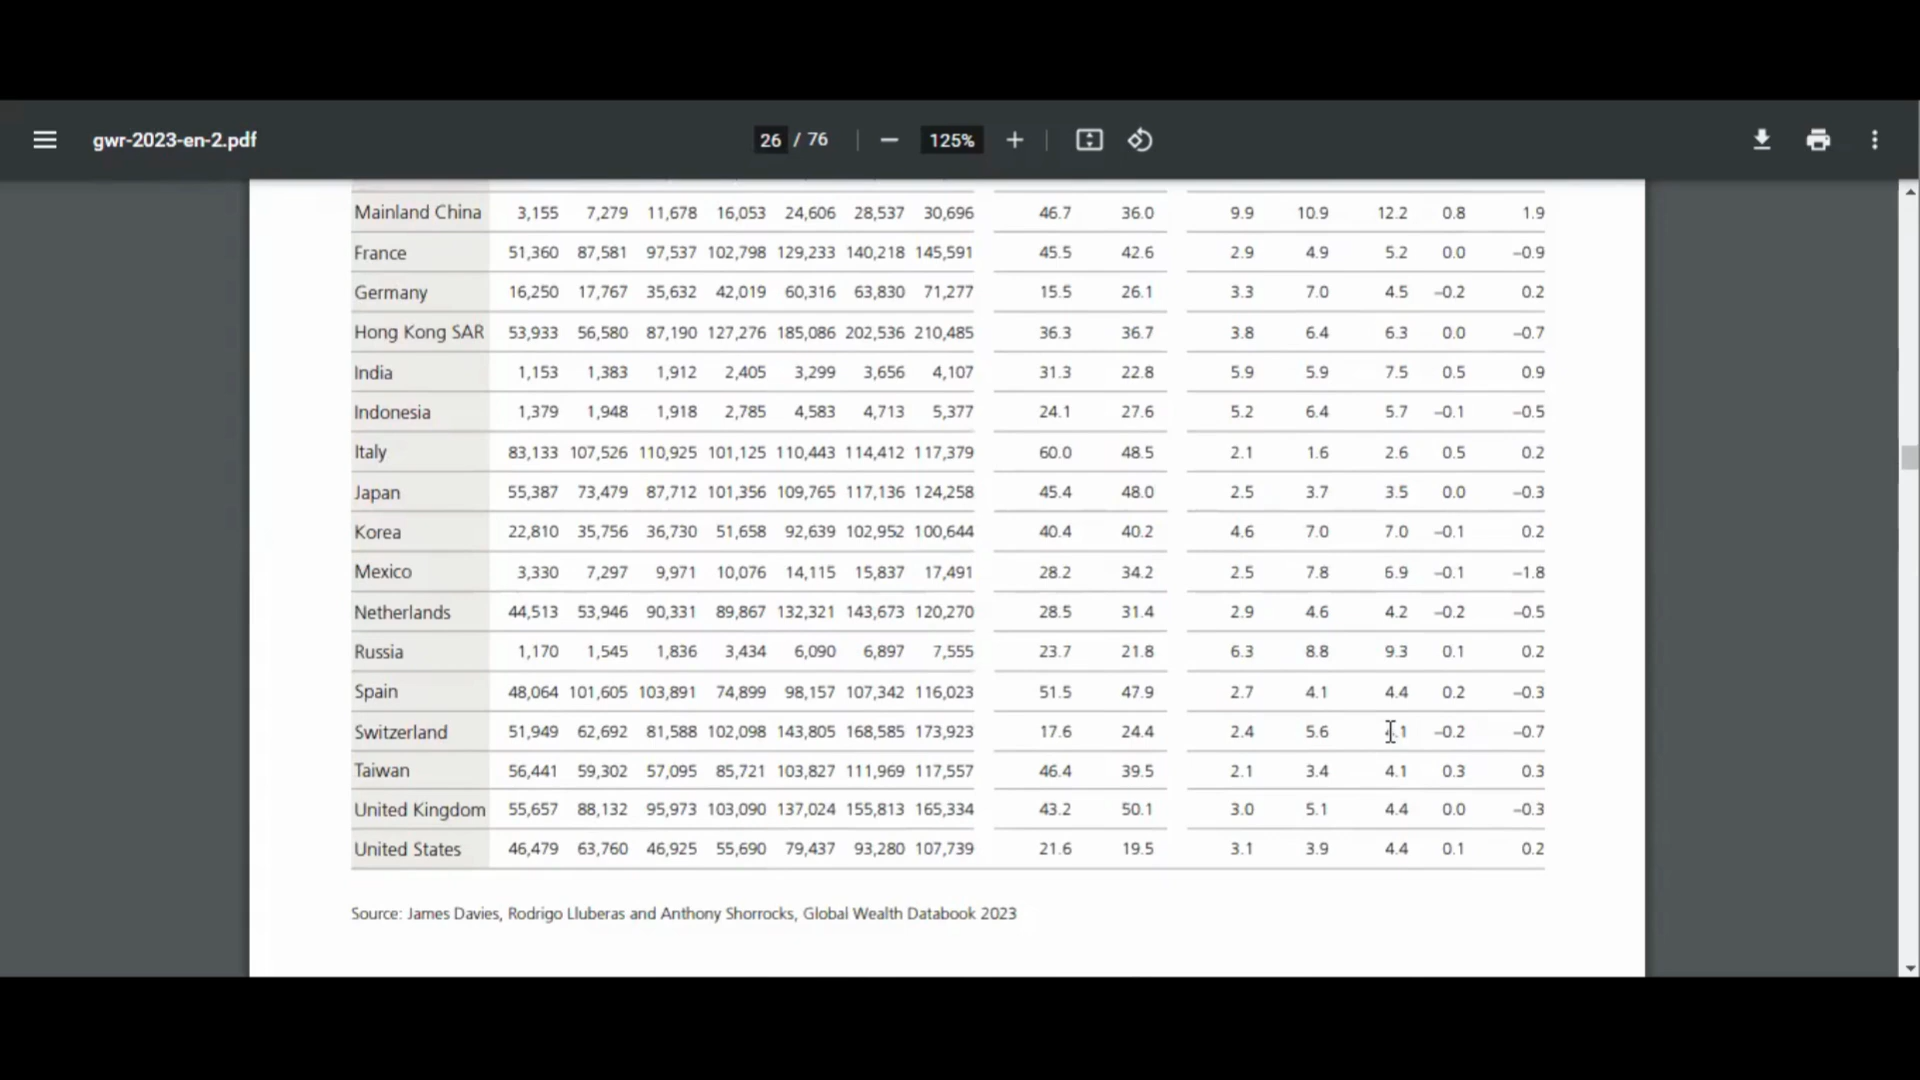 gwr-2023-en-2.pdf 26 / 76 125%
Mainland China 3,155 7,279 11,678 16,053 24,606 28,537 30,696 46.7 36.0 9.9 10.9 12.2 0.8 1.9
France 51,360 87,581 97,537 102,798 129,233 140,218 145,591 45.5 42.6 2.9 4.9 5.2 0.0 –0.9
Germany 16,250 17,767 35,632 42,019 60,316 63,830 71,277 15.5 26.1 3.3 7.0 4.5 –0.2 0.2
Hong Kong SAR 53,933 56,580 87,190 127,276 185,086 202,536 210,485 36.3 36.7 3.8 6.4 6.3 0.0 –0.7
India 1,153 1,383 1,912 2,405 3,299 3,656 4,107 31.3 22.8 5.9 5.9 7.5 0.5 0.9
Indonesia 1,379 1,948 1,918 2,785 4,583 4,713 5,377 24.1 27.6 5.2 6.4 5.7 –0.1 –0.5
Italy 83,133 107,526 110,925 101,125 110,443 114,412 117,379 60.0 48.5 2.1 1.6 2.6 0.5 0.2
Japan 55,387 73,479 87,712 101,356 109,765 117,136 124,258 45.4 48.0 2.5 3.7 3.5 0.0 –0.3
Korea 22,810 35,756 36,730 51,658 92,639 102,952 100,644 40.4 40.2 4.6 7.0 7.0 –0.1 0.2
Mexico 3,330 7,297 9,971 10,076 14,115 15,837 17,491 28.2 34.2 2.5 7.8 6.9 –0.1 –1.8
Netherlands 44,513 53,946 90,331 89,867 132,321 143,673 120,270 28.5 31.4 2.9 4.6 4.2 –0.2 –0.5
Russia 1,170 1,545 1,836 3,434 6,090 6,897 7,555 23.7 21.8 6.3 8.8 9.3 0.1 0.2
Spain 48,064 101,605 103,891 74,899 98,157 107,342 116,023 51.5 47.9 2.7 4.1 4.4 0.2 –0.3
Switzerland 51,949 62,692 81,588 102,098 143,805 168,585 173,923 17.6 24.4 2.4 5.6 –0.2 –0.7
Taiwan 56,441 59,302 57,095 85,721 103,827 111,969 117,557 46.4 39.5 2.1 3.4 4.1 0.3 0.3
United Kingdom 55,657 88,132 95,973 103,090 137,024 155,813 165,334 43.2 50.1 3.0 5.1 4.4 0.0 –0.3
United States 46,479 63,760 46,925 55,690 79,437 93,280 107,739 21.6 19.5 3.1 3.9 4.4 0.1 0.2
Source: James Davies, Rodrigo Lluberas and Anthony Shorrocks, Global Wealth Databook 2023